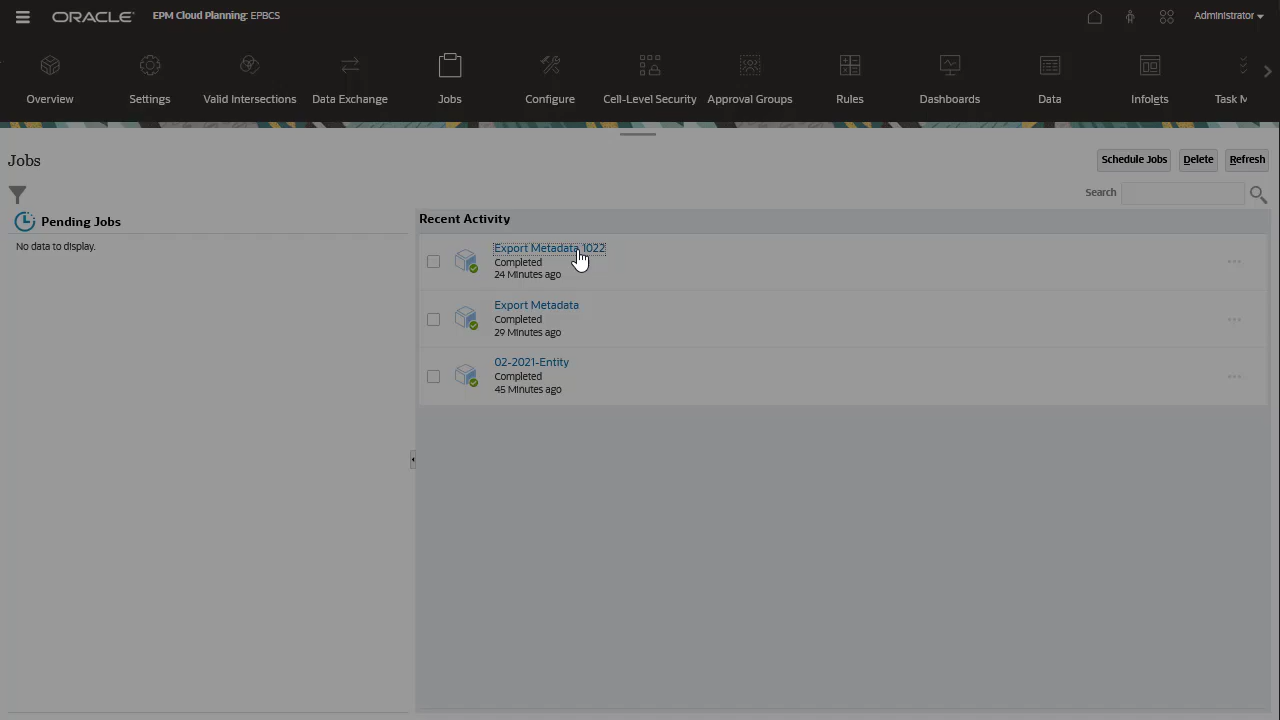 ORACLE
EPM Cloud Planning: EPBCS
Administrator
Overview
Settings
Valid Intersections
Data Exchange
Jobs
Configure
Cell-Level Security
Approval Groups
Rules
Dashboards
Data
Infolets
Task M
Jobs
Schedule Jobs
Delete
Refresh
Search
Pending Jobs
No data to display.
Recent Activity
Export Metadata 1022
Completed
24 Minutes ago
Export Metadata
Completed
29 Minutes ago
02-2021-Entity
Completed
45 Minutes ago